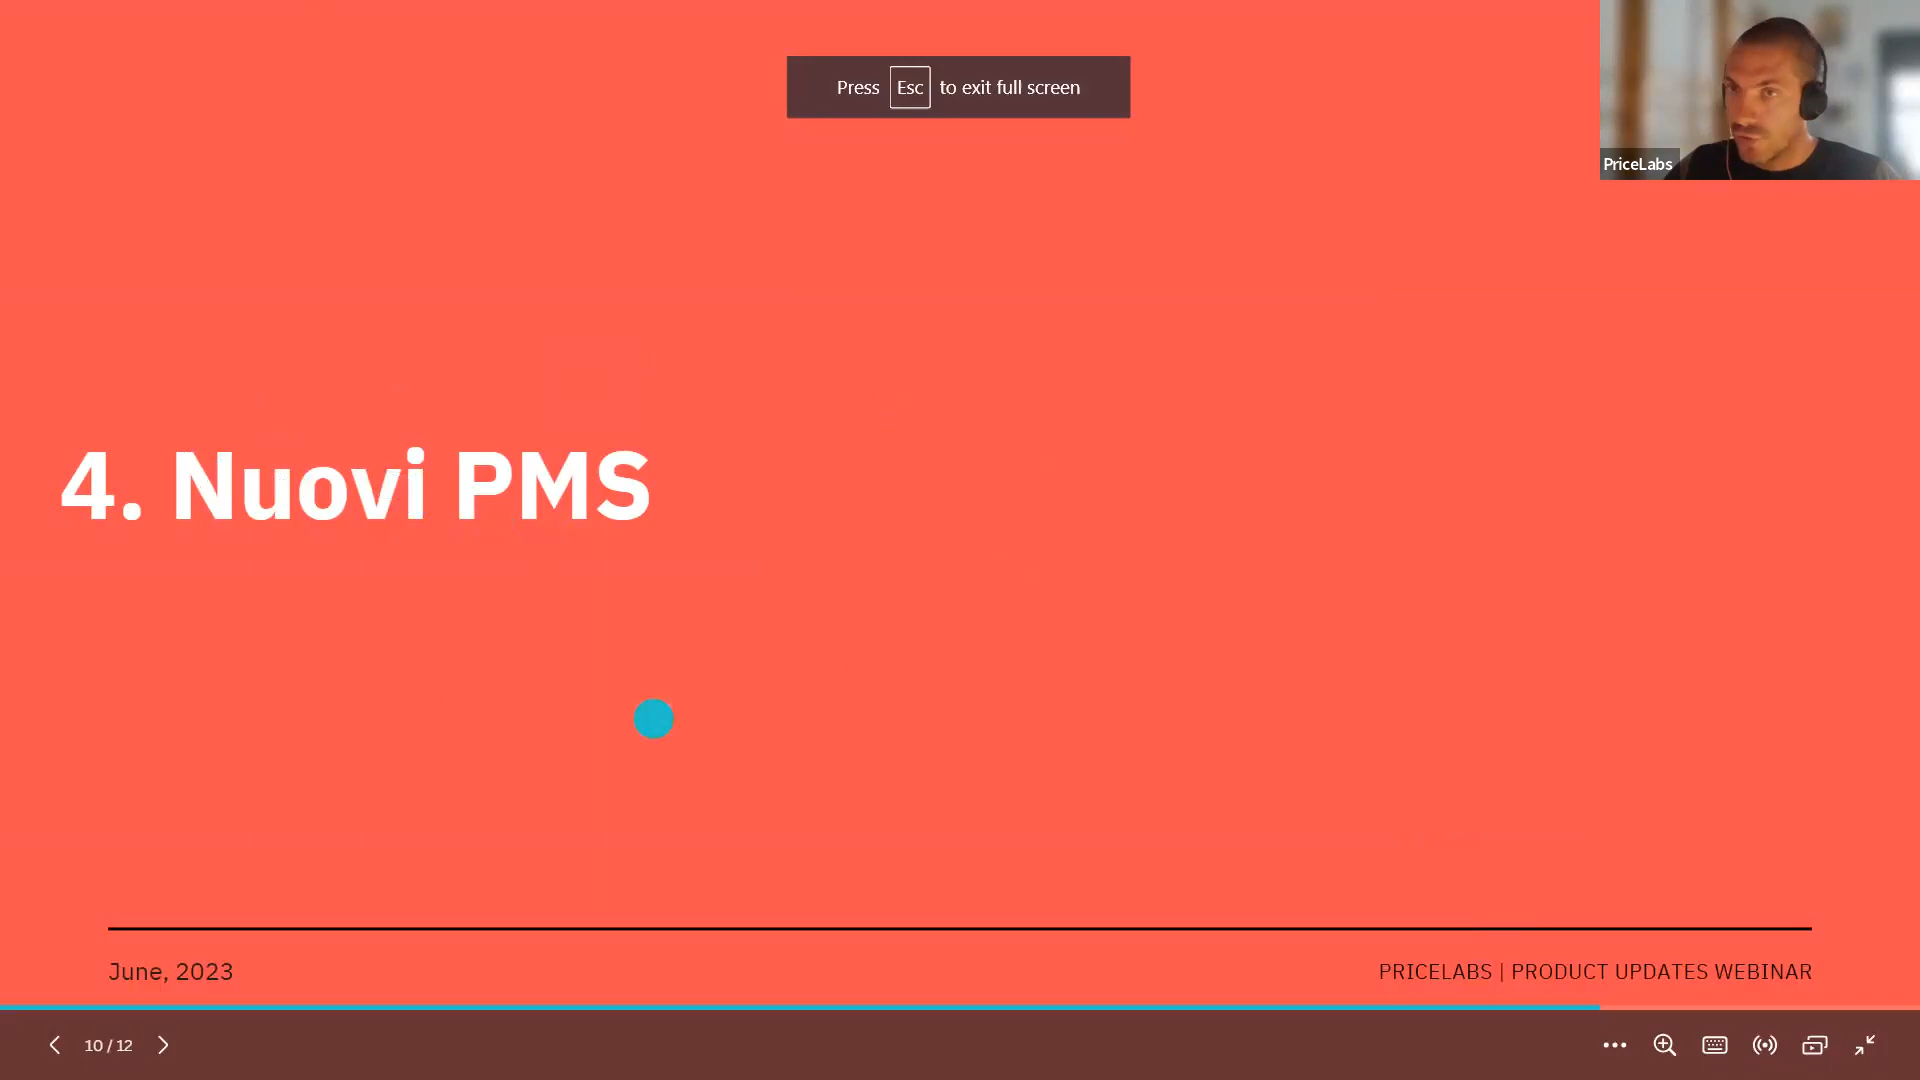 Press Esc to exit full screen
PriceLabs
4. Nuovi PMS
June, 2023
PRICELABS | PRODUCT UPDATES WEBINAR
10 / 12